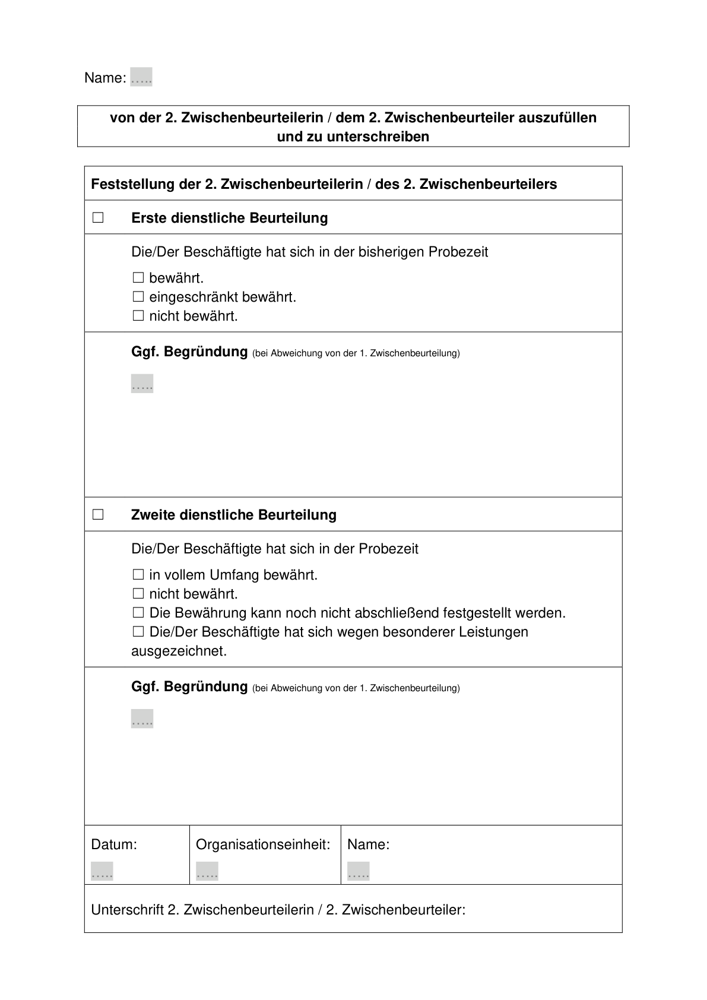 Name: .....
von der 2. Zwischenbeurteilerin / dem 2. Zwischenbeurteiler auszufüllen
und zu unterschreiben
Feststellung der 2. Zwischenbeurteilerin / des 2. Zwischenbeurteilers
☐ Erste dienstliche Beurteilung
Die/Der Beschäftigte hat sich in der bisherigen Probezeit
☐ bewährt.
☐ eingeschränkt bewährt.
☐ nicht bewährt.
Ggf. Begründung (bei Abweichung von der 1. Zwischenbeurteilung)
.....
☐ Zweite dienstliche Beurteilung
Die/Der Beschäftigte hat sich in der Probezeit
☐ in vollem Umfang bewährt.
☐ nicht bewährt.
☐ Die Bewährung kann noch nicht abschließend festgestellt werden.
☐ Die/Der Beschäftigte hat sich wegen besonderer Leistungen
ausgezeichnet.
Ggf. Begründung (bei Abweichung von der 1. Zwischenbeurteilung)
.....
Datum: Organisationseinheit: Name:
..... ..... .....
Unterschrift 2. Zwischenbeurteilerin / 2. Zwischenbeurteiler: